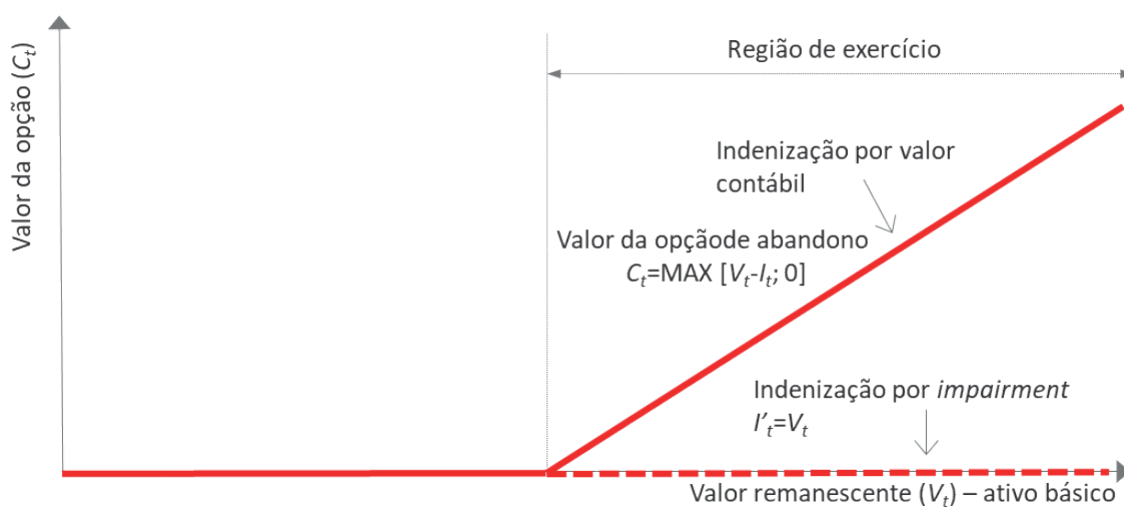 Valor da opção (Cₜ)
Região de exercício
Indenização por valor
contábil
Valor da opçãode abandono
Cₜ=MAX [Vₜ-Iₜ; 0]
Indenização por impairment
I'ₜ=Vₜ
Valor remanescente (Vₜ) – ativo básico